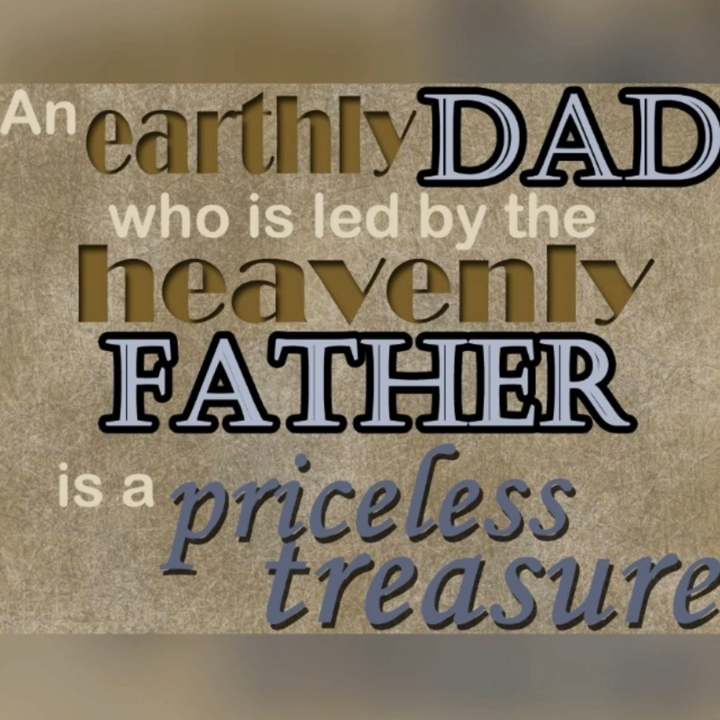 An earthly DAD
who is led by the
heavenly
FATHER
is a priceless
treasure